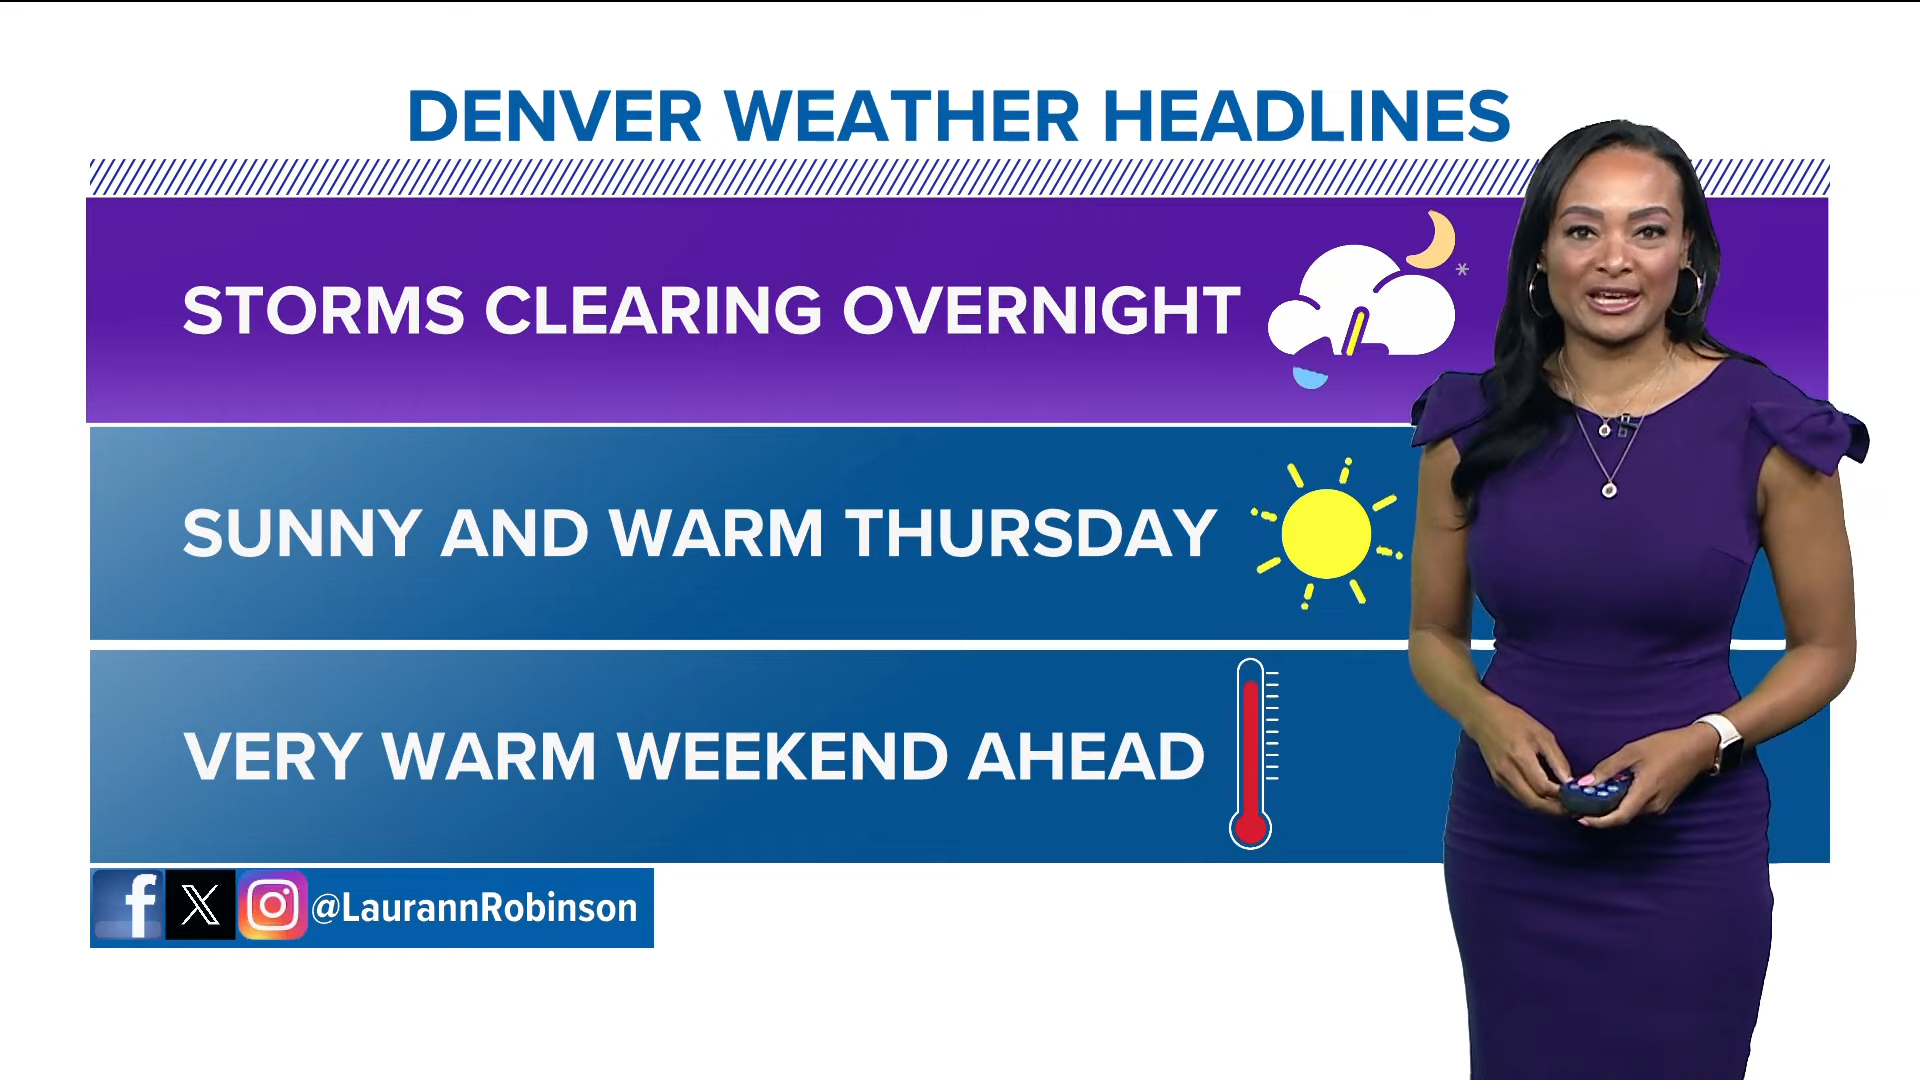 DENVER WEATHER HEADLINES
STORMS CLEARING OVERNIGHT
SUNNY AND WARM THURSDAY
VERY WARM WEEKEND AHEAD
@LaurannRobinson